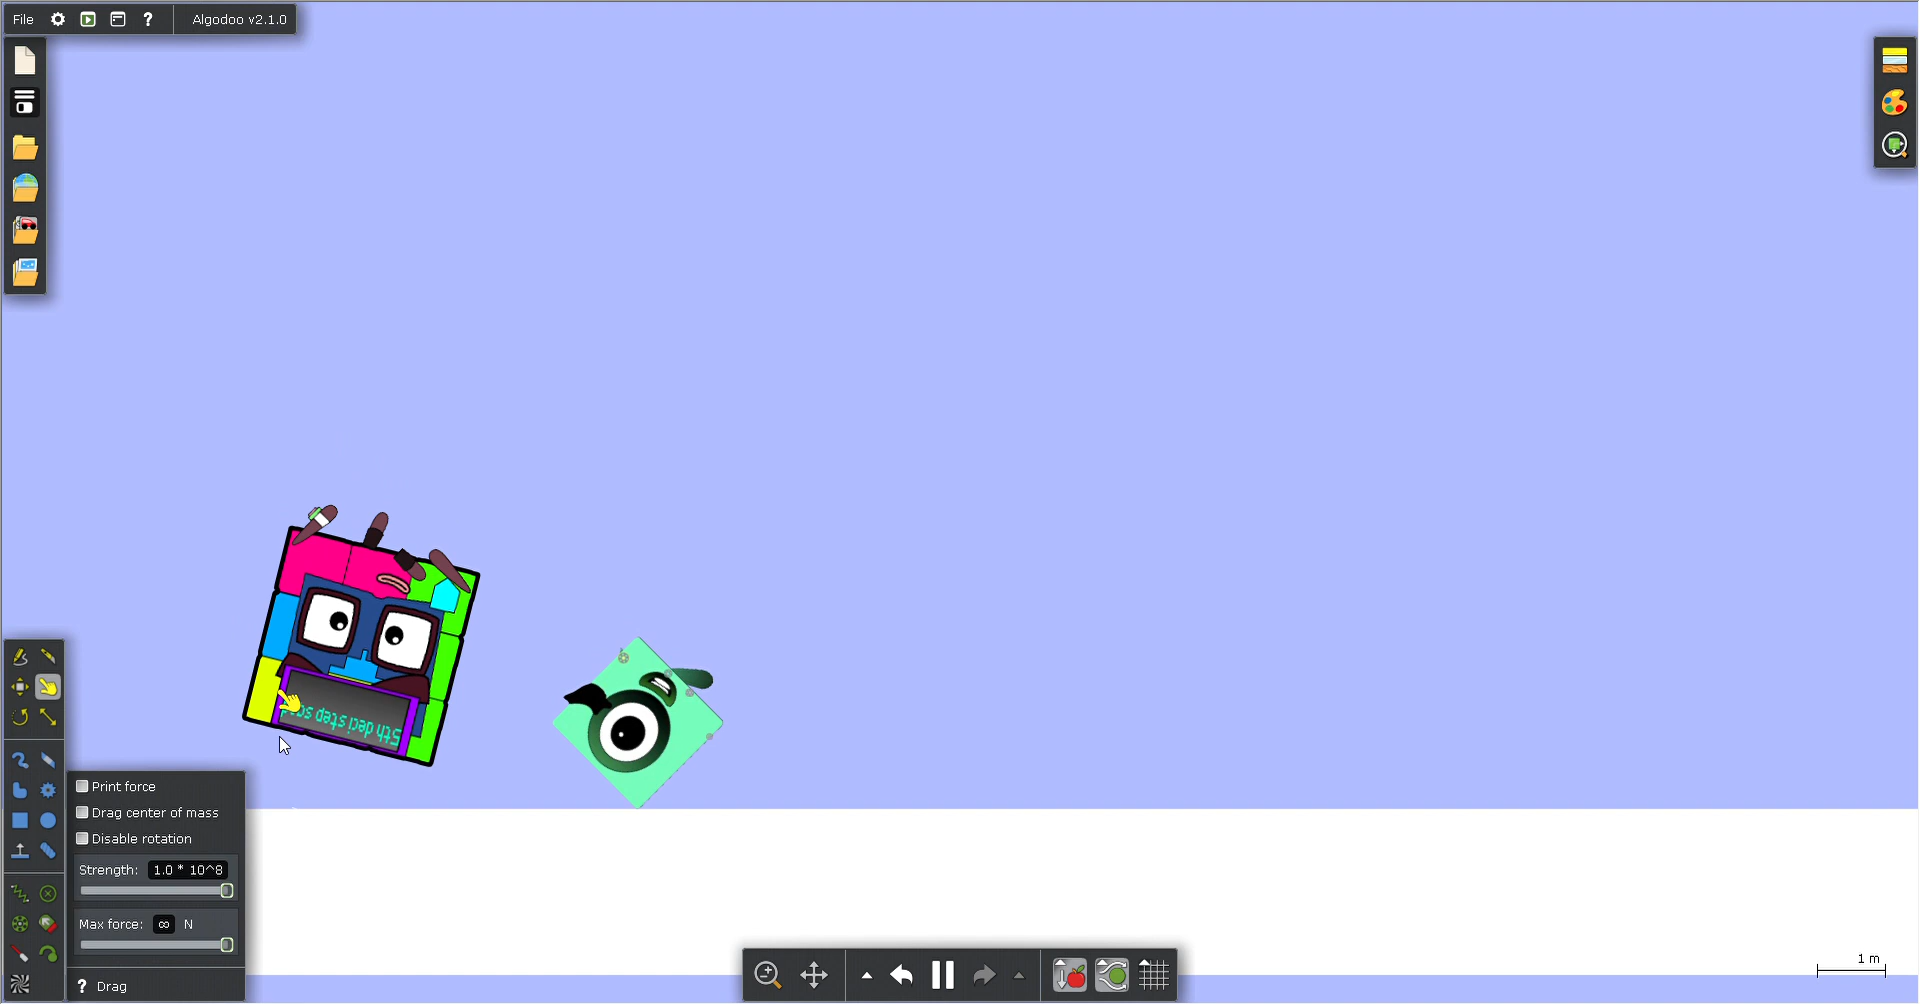 File
?
Algodoo v2.1.0
5th deci step
Print force
Drag center of mass
Disable rotation
Strength: 1.0 * 10^8
Max force: ∞ N
? Drag
1 m